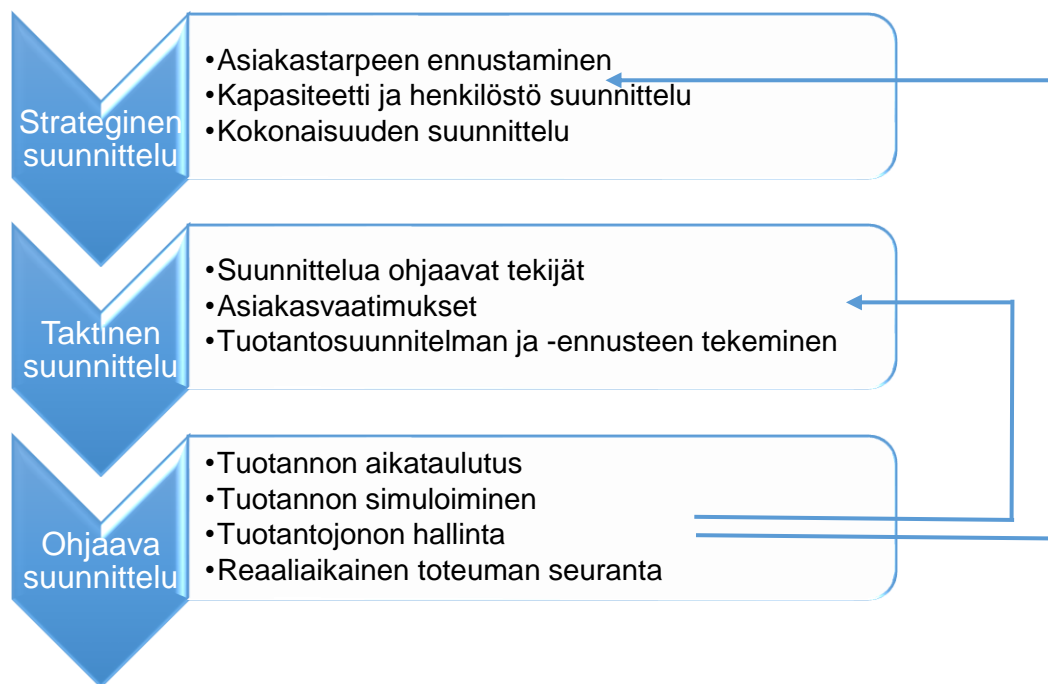 Strateginen
suunnittelu
•Asiakastarpeen ennustaminen
•Kapasiteetti ja henkilöstö suunnittelu
•Kokonaisuuden suunnittelu
Taktinen
suunnittelu
•Suunnittelua ohjaavat tekijät
•Asiakasvaatimukset
•Tuotantosuunnitelman ja -ennusteen tekeminen
Ohjaava
suunnittelu
•Tuotannon aikataulutus
•Tuotannon simuloiminen
•Tuotantojonon hallinta
•Reaaliaikainen toteuman seuranta